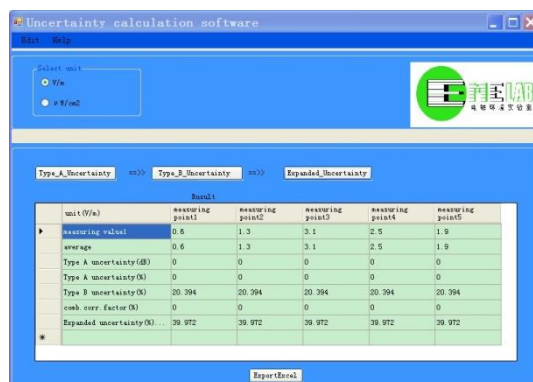 Uncertainty calculation software
Edit Help
Select unit
V/m
μW/cm2
LAB
Type_A_Uncertainty ==>> Type_B_Uncertainty ==>> Expanded_Uncertainty
Result
unit(V/m) measuring point1 measuring point2 measuring point3 measuring point4 measuring point5
measuring value1 0.6 1.3 3.1 2.5 1.9
average 0.6 1.3 3.1 2.5 1.9
Type A uncertainty(dB) 0 0 0 0 0
Type A uncertainty(%) 0 0 0 0 0
Type B uncertainty(%) 20.394 20.394 20.394 20.394 20.394
comb.corr.factor(%) 0 0 0 0 0
Expanded uncertainty(%)... 39.972 39.972 39.972 39.972 39.972
ExportExcel